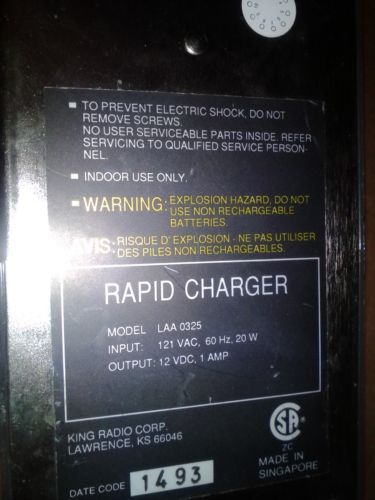 ■ TO PREVENT ELECTRIC SHOCK, DO NOT
REMOVE SCREWS.
NO USER SERVICEABLE PARTS INSIDE. REFER
SERVICING TO QUALIFIED SERVICE PERSON-
NEL.
■ INDOOR USE ONLY.
■ WARNING: EXPLOSION HAZARD, DO NOT
USE NON RECHARGEABLE
BATTERIES.
AVIS: RISQUE D' EXPLOSION - NE PAS UTILISER
DES PILES NON RECHARGEABLES.
RAPID CHARGER
MODEL LAA 0325
INPUT: 121 VAC, 60 Hz, 20 W
OUTPUT: 12 VDC, 1 AMP
KING RADIO CORP.
LAWRENCE, KS 66046
DATE CODE 1493
ZC
MADE IN
SINGAPORE